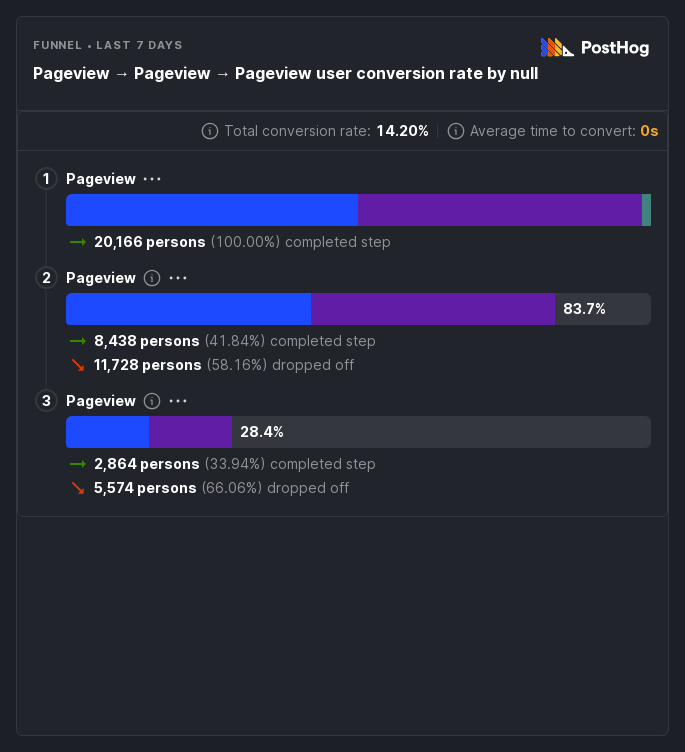 FUNNEL • LAST 7 DAYS
PostHog
Pageview → Pageview → Pageview user conversion rate by null
Total conversion rate: 14.20% Average time to convert: 0s
1 Pageview
20,166 persons (100.00%) completed step
2 Pageview
83.7%
8,438 persons (41.84%) completed step
11,728 persons (58.16%) dropped off
3 Pageview
28.4%
2,864 persons (33.94%) completed step
5,574 persons (66.06%) dropped off